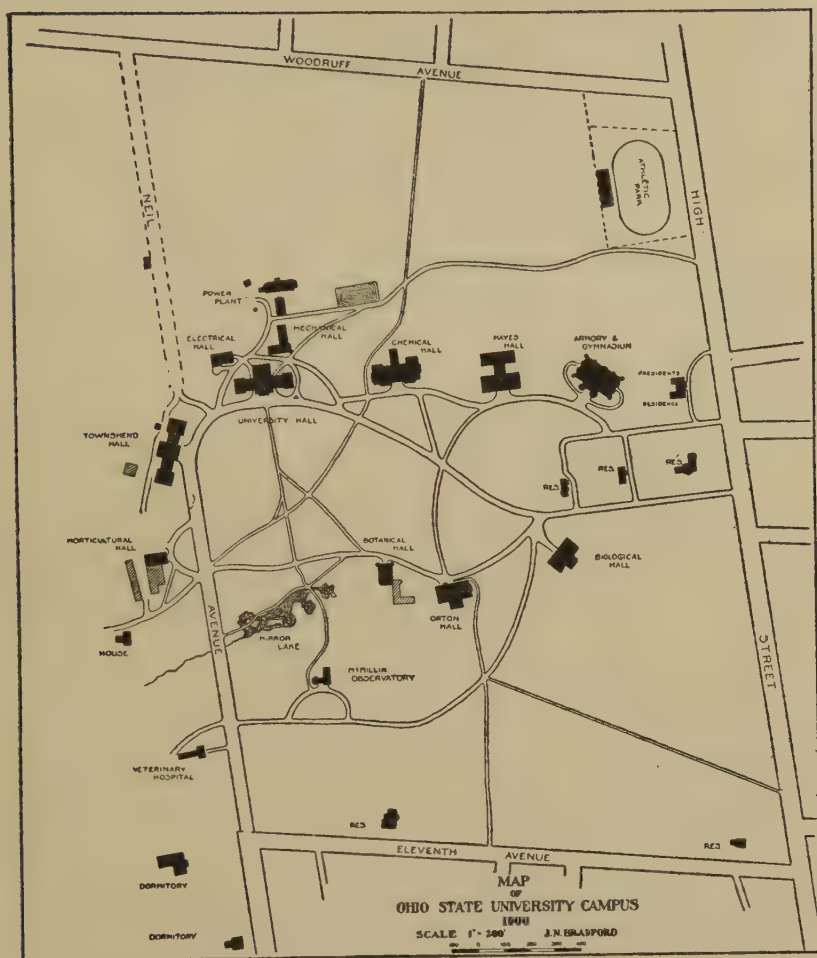 WOODRUFF AVENUE
ATHLETIC
PARK
HIGH
NEIL
POWER
PLANT
ELECTRICAL
HALL
MECHANICAL
HALL
CHEMICAL
HALL
HAYES
HALL
ARMORY &
GYMNASIUM
PRESIDENTS
RESIDENCE
UNIVERSITY HALL
TOWNSHEND
HALL
RES.
RES.
RES.
HORTICULTURAL
HALL
BOTANICAL
HALL
BIOLOGICAL
HALL
ORTON
HALL
AVENUE
MIRROR
LAKE
HOUSE
STREET
McMILLIN
OBSERVATORY
VETERINARY
HOSPITAL
RES
RES.
ELEVENTH AVENUE
DORMITORY
DORMITORY
MAP
OF
OHIO STATE UNIVERSITY CAMPUS
SCALE 1"= 200' J.N. BRADFORD